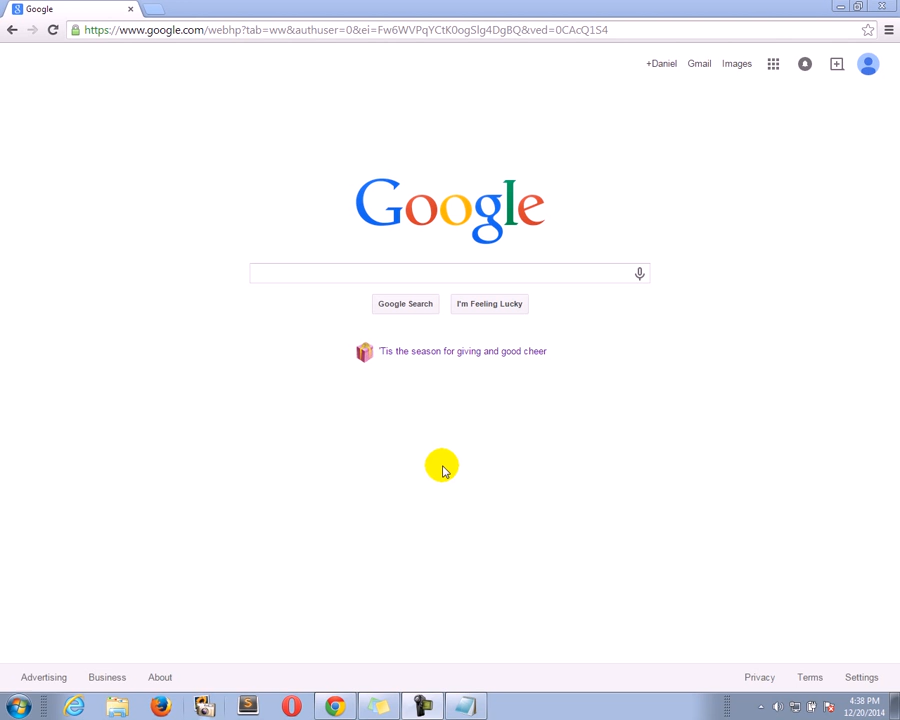 Google
https://www.google.com/webhp?tab=ww&authuser=0&ei=Fw6WVPqYCtK0ogSlg4DgBQ&ved=0CAcQ1S4
+Daniel Gmail Images
Google
Google Search I'm Feeling Lucky
'Tis the season for giving and good cheer
Advertising Business About Privacy Terms Settings
4:38 PM
12/20/2014